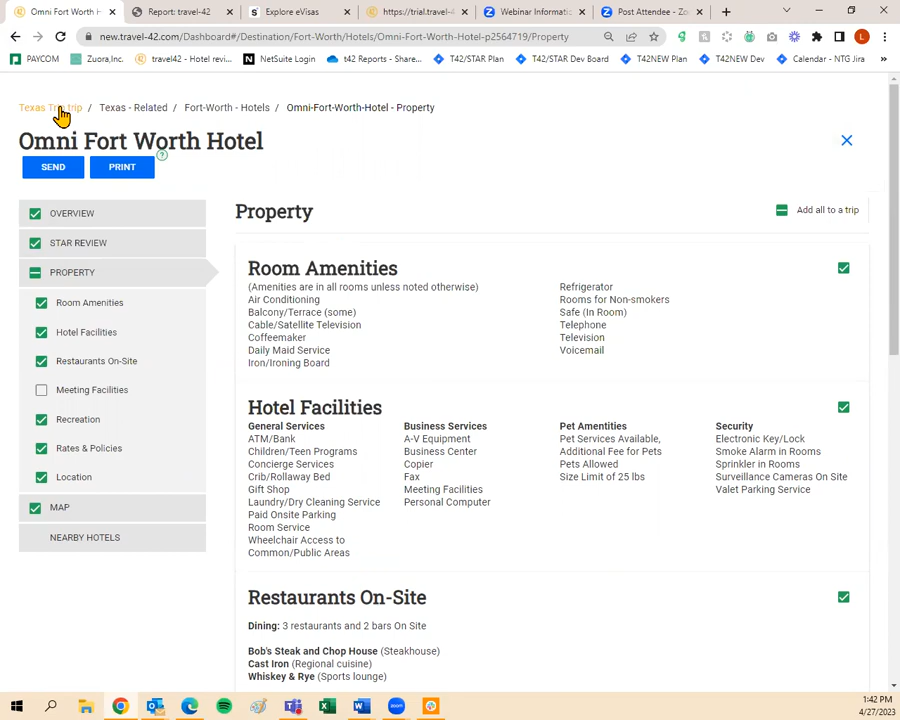 Omni Fort Worth Hotel
Report: travel-42
Explore eVisas
https://trial.travel-4
Webinar Informati
Post Attendee - Zo
new.travel-42.com/Dashboard#/Destination/Fort-Worth/Hotels/Omni-Fort-Worth-Hotel-p2564719/Property
PAYCOM
Zuora,Inc.
travel42 - Hotel revi...
NetSuite Login
t42 Reports - Share...
T42/STAR Plan
T42/STAR Dev Board
T42NEW Plan
T42NEW Dev
Calendar - NTG Jira
»
Texas Trip trip / Texas - Related / Fort-Worth - Hotels / Omni-Fort-Worth-Hotel - Property
Omni Fort Worth Hotel
SEND
PRINT
?
OVERVIEW
STAR REVIEW
PROPERTY
Room Amenities
Hotel Facilities
Restaurants On-Site
Meeting Facilities
Recreation
Rates & Policies
Location
MAP
NEARBY HOTELS
Property
Add all to a trip
Room Amenities
(Amenities are in all rooms unless noted otherwise)
Air Conditioning
Balcony/Terrace (some)
Cable/Satellite Television
Coffeemaker
Daily Maid Service
Iron/Ironing Board
Refrigerator
Rooms for Non-smokers
Safe (In Room)
Telephone
Television
Voicemail
Hotel Facilities
General Services
ATM/Bank
Children/Teen Programs
Concierge Services
Crib/Rollaway Bed
Gift Shop
Laundry/Dry Cleaning Service
Paid Onsite Parking
Room Service
Wheelchair Access to
Common/Public Areas
Business Services
A-V Equipment
Business Center
Copier
Fax
Meeting Facilities
Personal Computer
Pet Amentities
Pet Services Available,
Additional Fee for Pets
Pets Allowed
Size Limit of 25 lbs
Security
Electronic Key/Lock
Smoke Alarm in Rooms
Sprinkler in Rooms
Surveillance Cameras On Site
Valet Parking Service
Restaurants On-Site
Dining: 3 restaurants and 2 bars On Site
Bob's Steak and Chop House (Steakhouse)
Cast Iron (Regional cuisine)
Whiskey & Rye (Sports lounge)
1:42 PM
4/27/2023